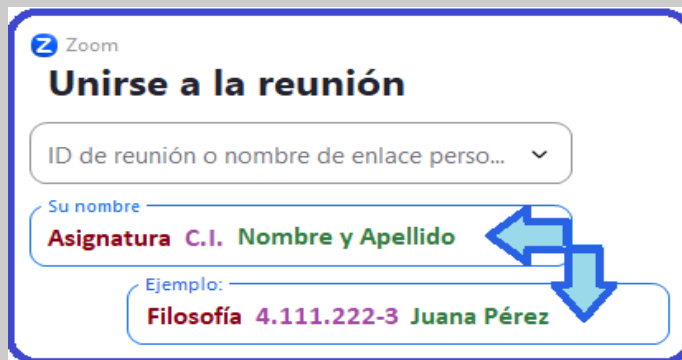 Zoom
Unirse a la reunión
ID de reunión o nombre de enlace perso...
Su nombre
Asignatura C.I. Nombre y Apellido
Ejemplo:
Filosofía 4.111.222-3 Juana Pérez